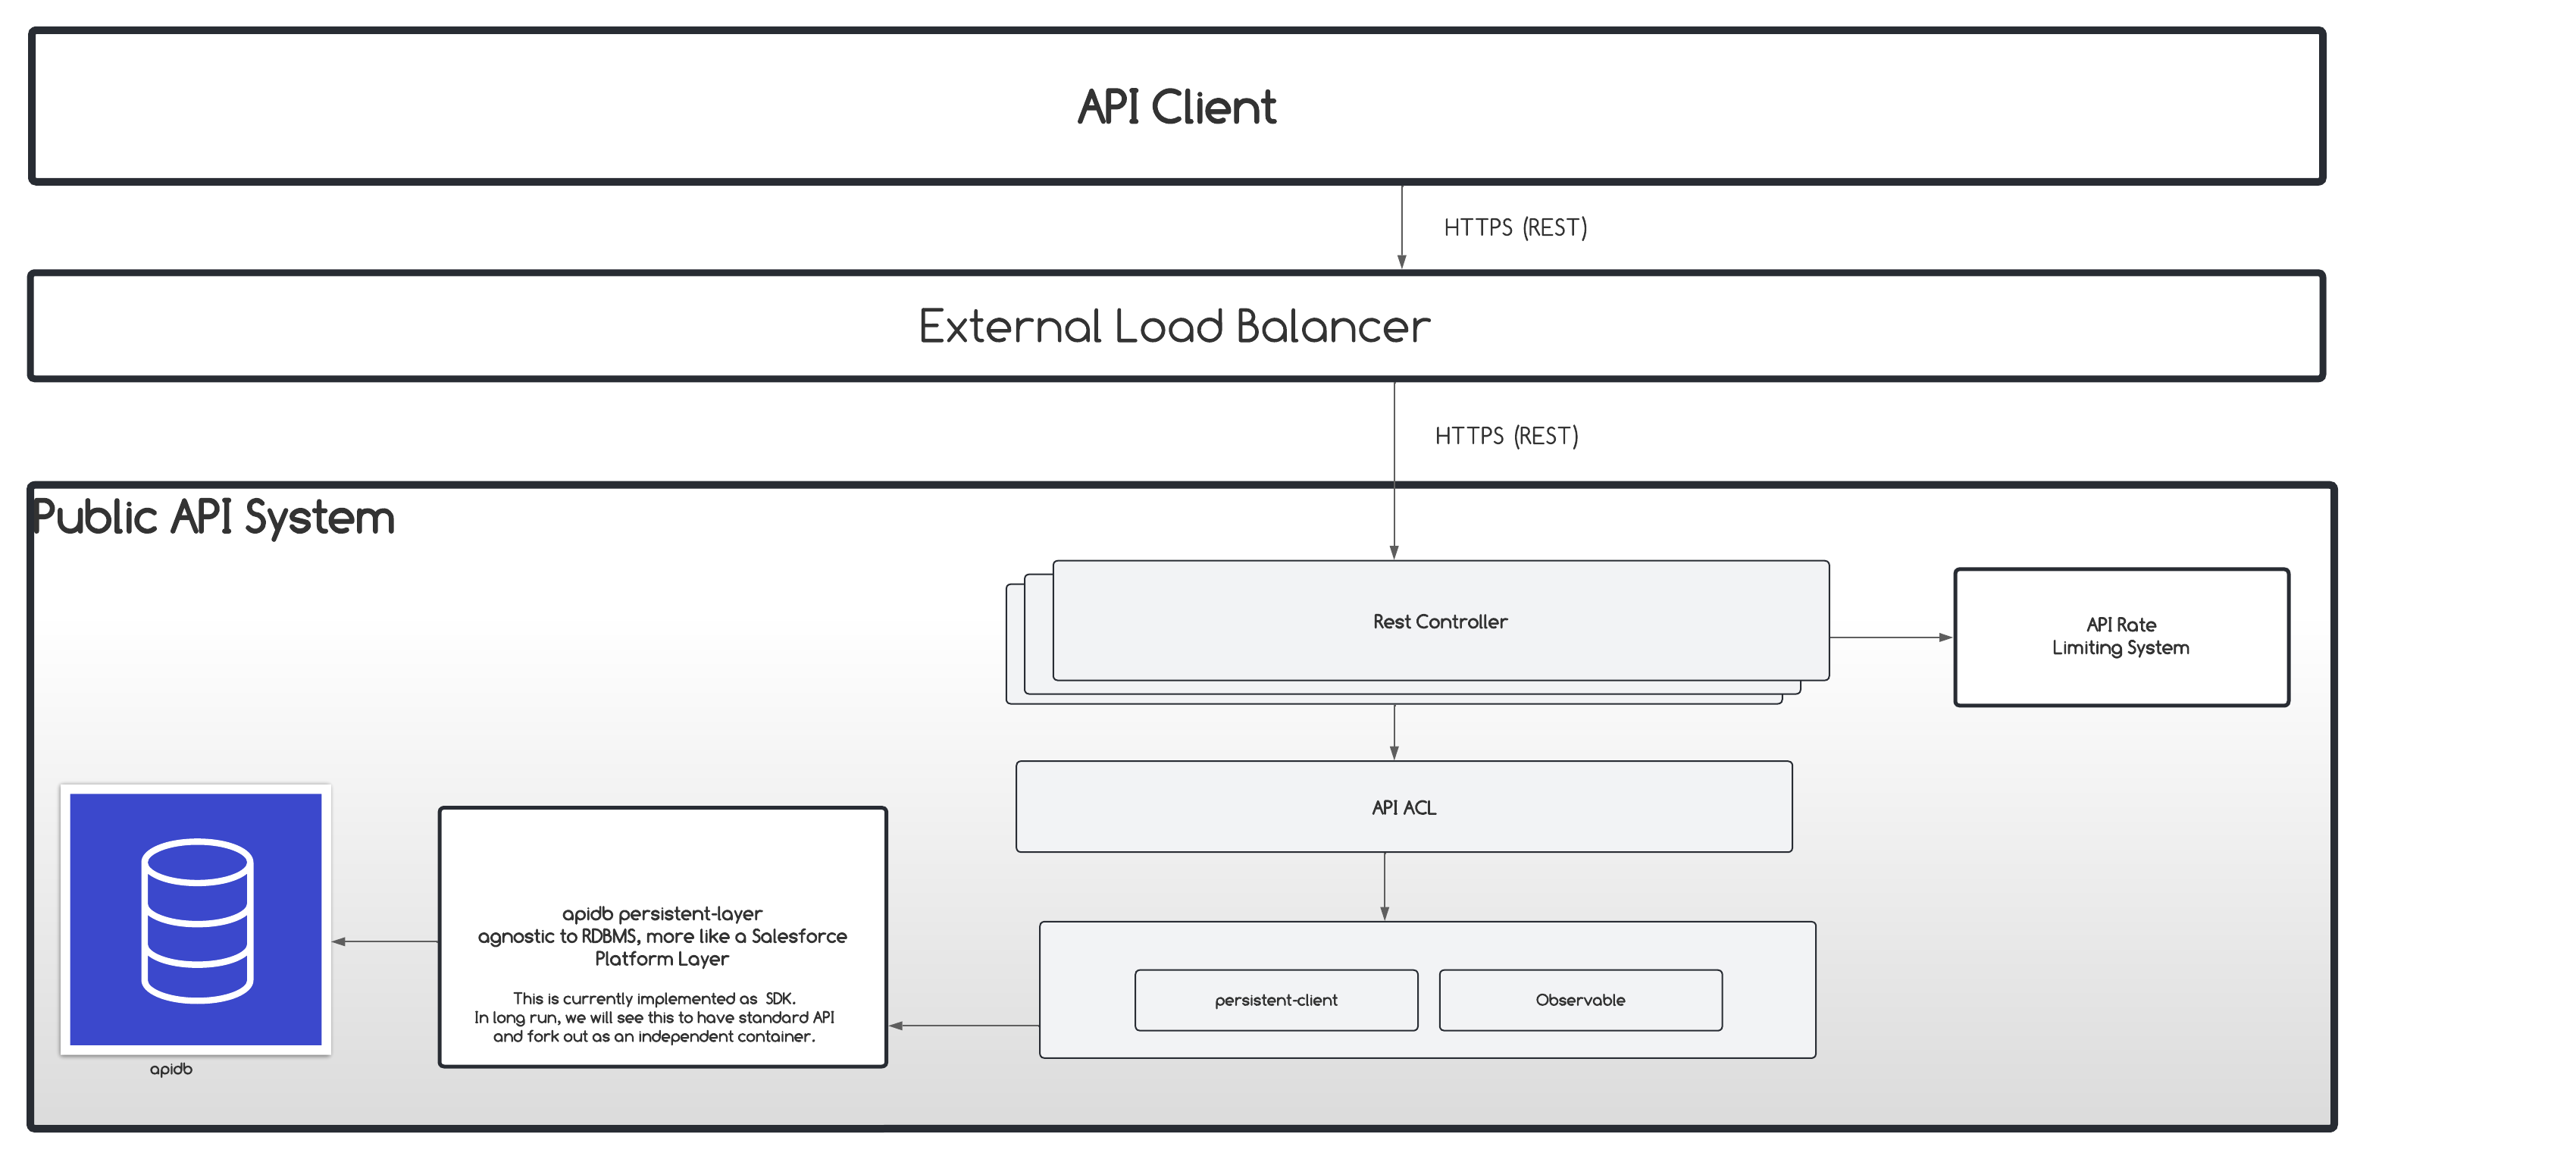 API Client
HTTPS (REST)
External Load Balancer
HTTPS (REST)
Public API System
Rest Controller
API Rate
Limiting System
API ACL
apidb persistent-layer
agnostic to RDBMS, more like a Salesforce
Platform Layer
This is currently implemented as SDK.
In long run, we will see this to have standard API
and fork out as an independent container.
persistent-client
Observable
apidb